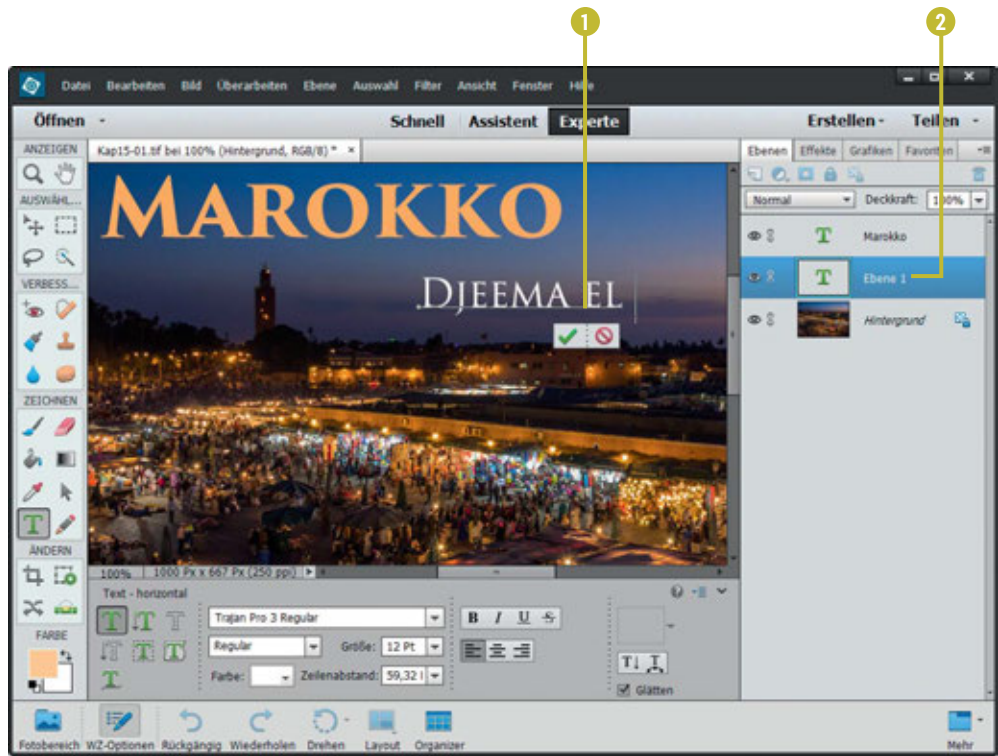 1 2
Datei Bearbeiten Bild Überarbeiten Ebene Auswahl Filter Ansicht Fenster Hilfe
Öffnen Schnell Assistent Experte Erstellen Teilen
ANZEIGEN
Kap15-01.tif bei 100% (Hintergrund, RGB/8) * ×
Ebenen Effekte Grafiken Favoriten
AUSWÄHL...
Normal Deckkraft: 100%
MAROKKO
T Marokko
VERBESS...
DJEEMA EL
T Ebene 1
Hintergrund
ZEICHNEN
T
ÄNDERN
100% 1000 Px x 667 Px (250 ppi)
Text - horizontal
T T T
Trajan Pro 3 Regular
B I U S
T T T
Regular Größe: 12 Pt
FARBE
T
Farbe: Zeilenabstand: 59,32
T T
Glätten
Fotobereich WZ-Optionen Rückgängig Wiederholen Drehen Layout Organizer Mehr